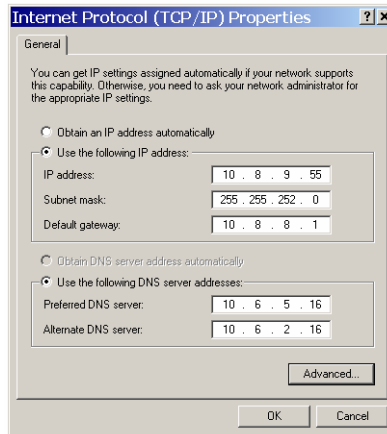 Internet Protocol (TCP/IP) Properties
General
You can get IP settings assigned automatically if your network supports
this capability. Otherwise, you need to ask your network administrator for
the appropriate IP settings.
Obtain an IP address automatically
Use the following IP address:
IP address: 10 . 8 . 9 . 55
Subnet mask: 255 . 255 . 252 . 0
Default gateway: 10 . 8 . 8 . 1
Obtain DNS server address automatically
Use the following DNS server addresses:
Preferred DNS server: 10 . 6 . 5 . 16
Alternate DNS server: 10 . 6 . 2 . 16
Advanced...
OK Cancel